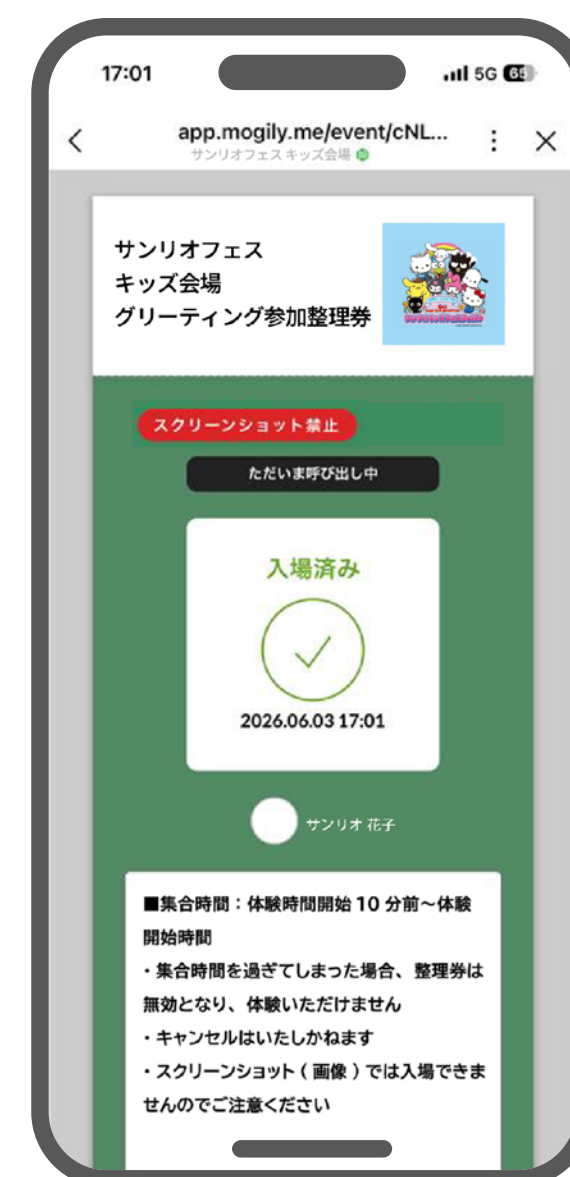 17:01
5G 65
app.mogily.me/event/cNL...
サンリオフェス キッズ会場
サンリオフェス
キッズ会場
グリーティング参加整理券
スクリーンショット禁止
ただいま呼び出し中
入場済み
2026.06.03 17:01
サンリオ 花子
■集合時間：体験時間開始 10 分前～体験
開始時間
・集合時間を過ぎてしまった場合、整理券は
無効となり、体験いただけません
・キャンセルはいたしかねます
・スクリーンショット ( 画像 ) では入場できま
せんのでご注意ください